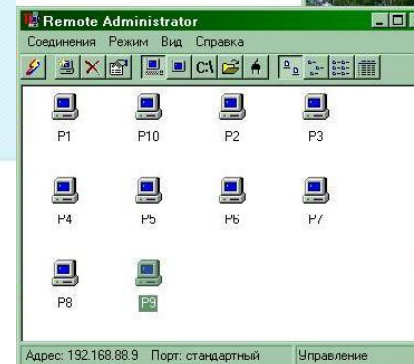 Remote Administrator
Соединения Режим Вид Справка
C:\
P1 P10 P2 P3
P4 P5 P6 P7
P8 P9
Адрес: 192.168.88.9 Порт: стандартный Управление